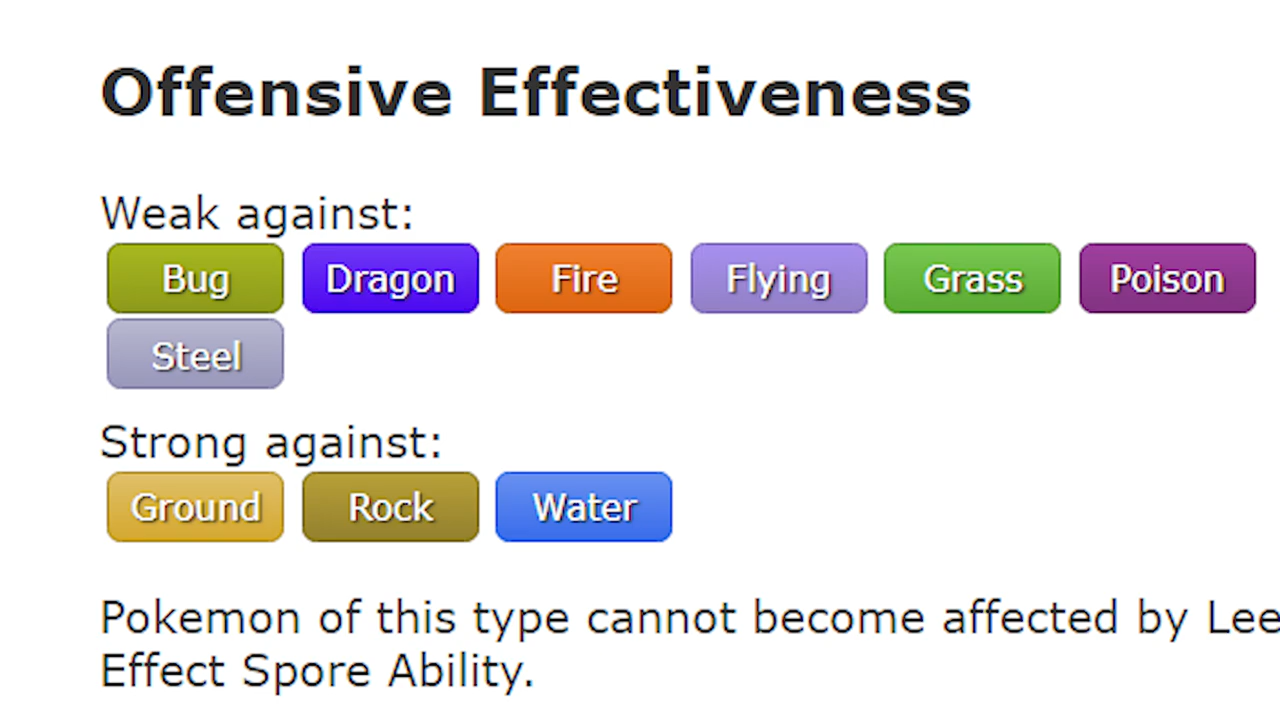 Offensive Effectiveness
Weak against:
Bug Dragon Fire Flying Grass Poison
Steel
Strong against:
Ground Rock Water
Pokemon of this type cannot become affected by
Effect Spore Ability.